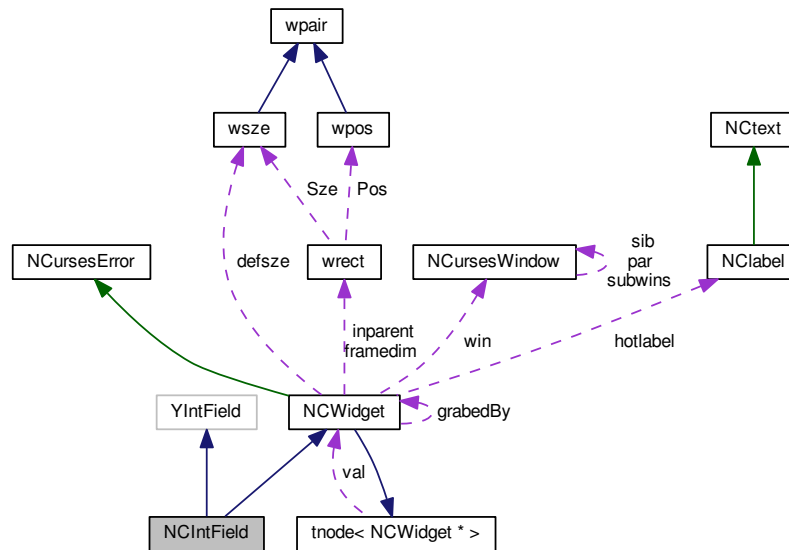 wpair
wsze
wpos
NCtext
Sze
Pos
NCursesError
defsze
wrect
NCursesWindow
sib
par
subwins
NClabel
inparent
framedim
win
hotlabel
YIntField
NCWidget
grabedBy
val
NCIntField
tnode< NCWidget * >